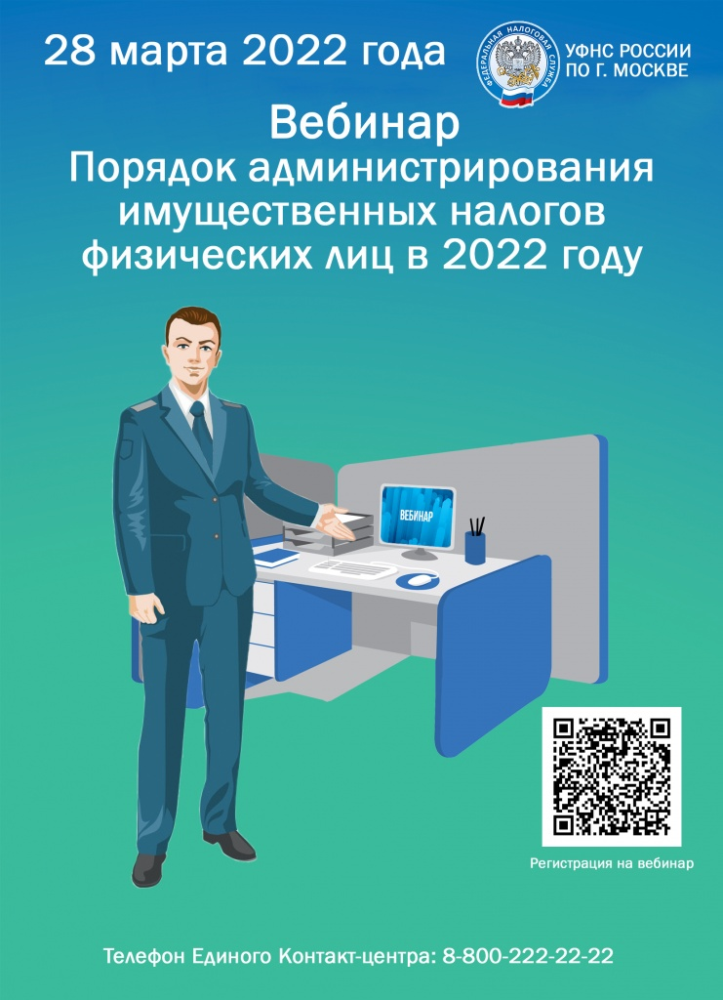 28 марта 2022 года
ФЕДЕРАЛЬНАЯ НАЛОГОВАЯ СЛУЖБА
УФНС РОССИИ
ПО Г. МОСКВЕ
Вебинар
Порядок администрирования
имущественных налогов
физических лиц в 2022 году
ВЕБИНАР
Регистрация на вебинар
Телефон Единого Контакт-центра: 8-800-222-22-22